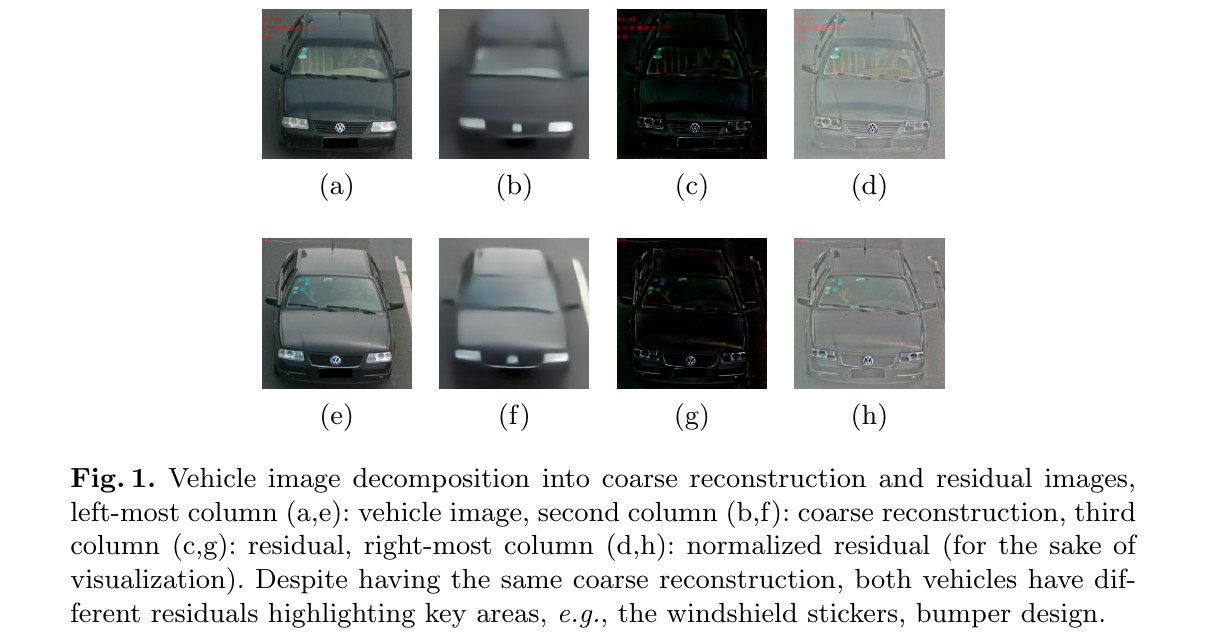 (a) (b) (c) (d)
(e) (f) (g) (h)
Fig. 1. Vehicle image decomposition into coarse reconstruction and residual images,
left-most column (a,e): vehicle image, second column (b,f): coarse reconstruction, third
column (c,g): residual, right-most column (d,h): normalized residual (for the sake of
visualization). Despite having the same coarse reconstruction, both vehicles have dif-
ferent residuals highlighting key areas, e.g., the windshield stickers, bumper design.